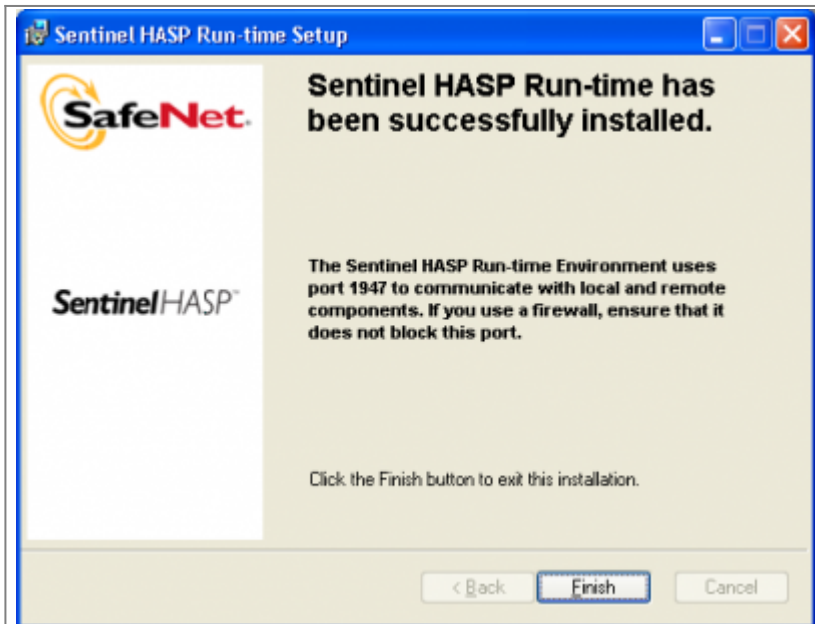 Sentinel HASP Run-time Setup
SafeNet.
Sentinel HASP Run-time has
been successfully installed.
The Sentinel HASP Run-time Environment uses
port 1947 to communicate with local and remote
components. If you use a firewall, ensure that it
does not block this port.
SentinelHASP™
Click the Finish button to exit this installation.
< Back
Finish
Cancel